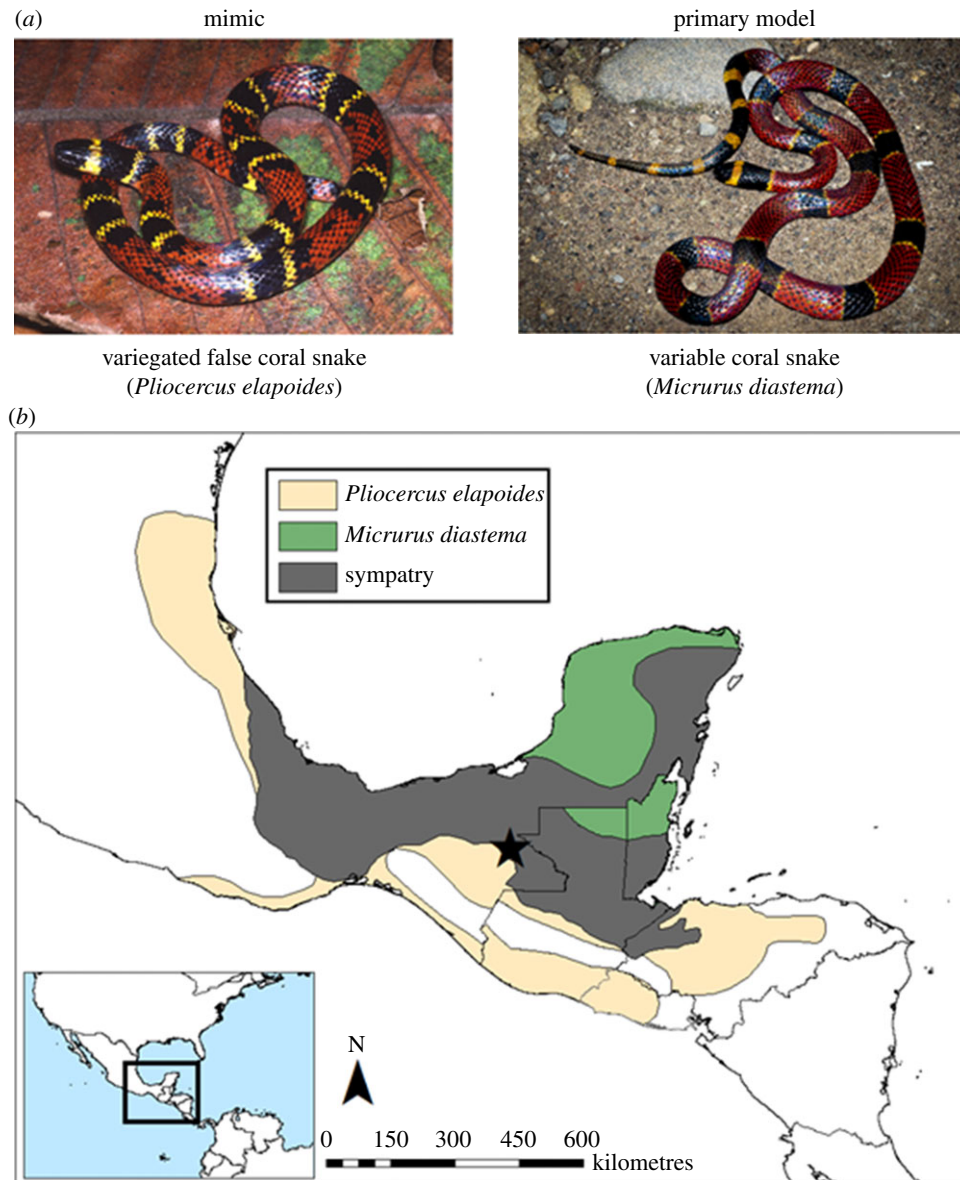 (a)
mimic
primary model
variegated false coral snake
(Pliocercus elapoides)
variable coral snake
(Micrurus diastema)
(b)
Pliocercus elapoides
Micrurus diastema
sympatry
N
0 150 300 450 600
kilometres